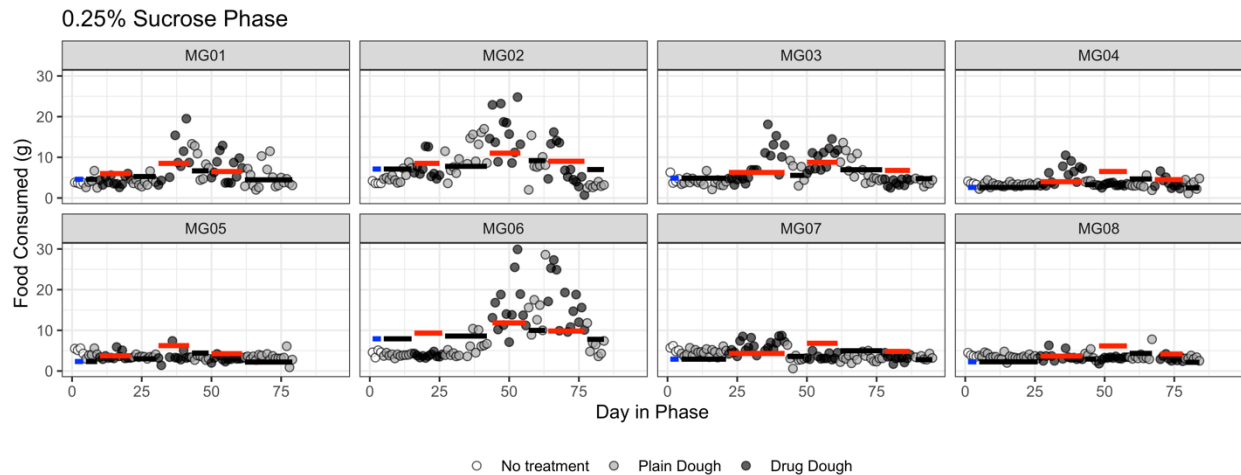 0.25% Sucrose Phase
MG01 MG02 MG03 MG04
30
20
10
0
MG05 MG06 MG07 MG08
30
20
10
0
Food Consumed (g)
0 25 50 75 0 25 50 75 0 25 50 75 0 25 50 75
Day in Phase
No treatment Plain Dough Drug Dough